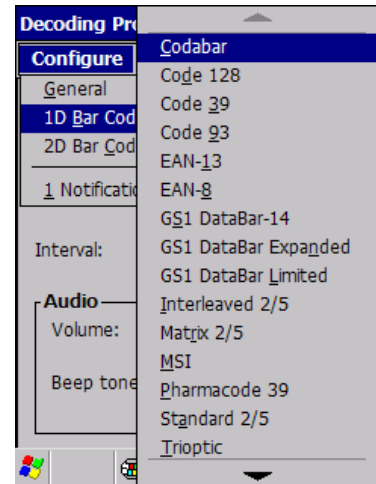 Decoding Pr
Configure
General
1D Bar Cod
2D Bar Cod
1 Notificatio
Interval:
Audio
Volume:
Beep tone
Codabar
Code 128
Code 39
Code 93
EAN-13
EAN-8
GS1 DataBar-14
GS1 DataBar Expanded
GS1 DataBar Limited
Interleaved 2/5
Matrix 2/5
MSI
Pharmacode 39
Standard 2/5
Trioptic